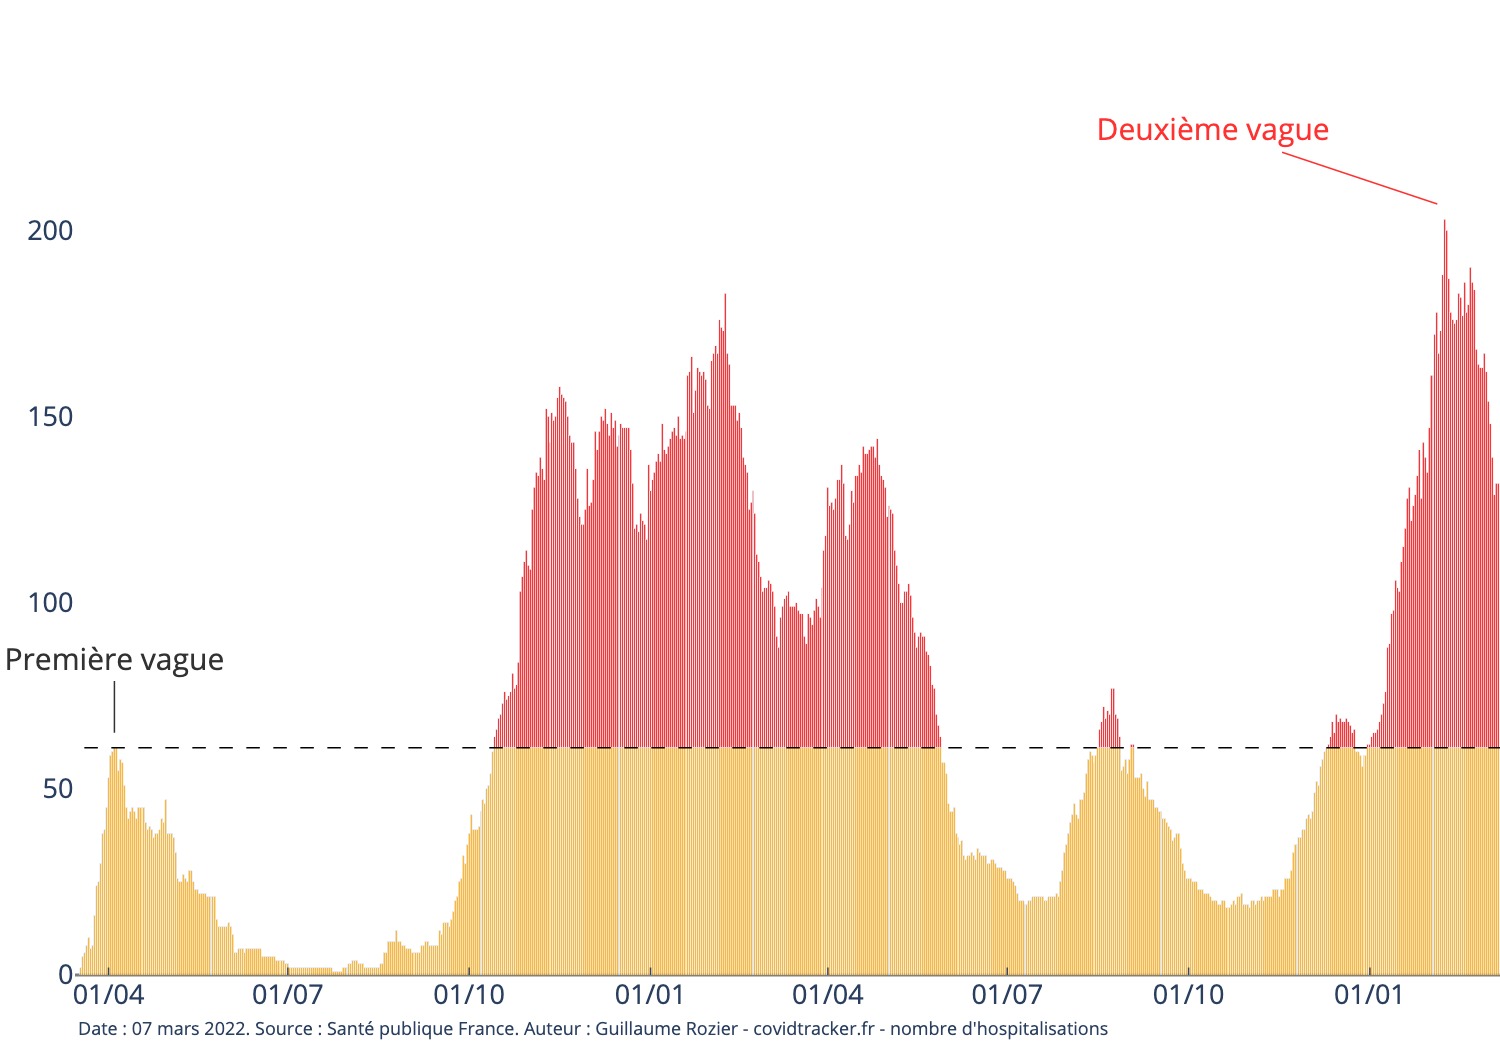 Deuxième vague
200
150
100
Première vague
50
0
01/04 01/07 01/10 01/01 01/04 01/07 01/10 01/01
Date : 07 mars 2022. Source : Santé publique France. Auteur : Guillaume Rozier - covidtracker.fr - nombre d'hospitalisations